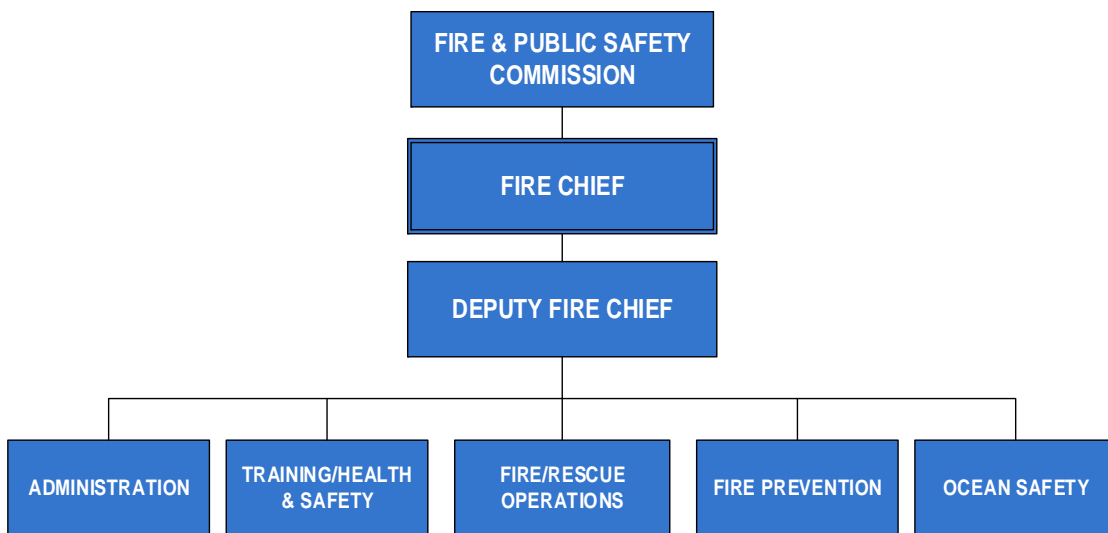 FIRE & PUBLIC SAFETY
COMMISSION
FIRE CHIEF
DEPUTY FIRE CHIEF
ADMINISTRATION
TRAINING/HEALTH
& SAFETY
FIRE/RESCUE
OPERATIONS
FIRE PREVENTION
OCEAN SAFETY